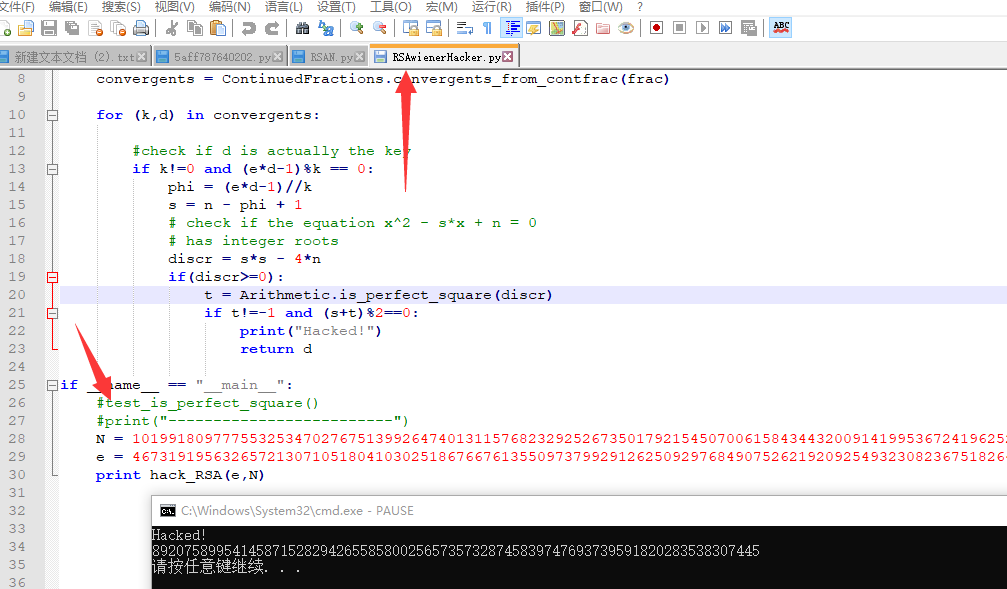 文件(F) 编辑(E) 搜索(S) 视图(V) 编码(N) 语言(L) 设置(T) 工具(O) 宏(M) 运行(R) 插件(P) 窗口(W) ?
ABC
新建文本文档 (2).txt 5aff787640202.py RSAN.py RSAwienerHacker.py
8 convergents = ContinuedFractions.convergents_from_contfrac(frac)
9
10 for (k,d) in convergents:
11
12 #check if d is actually the key
13 if k!=0 and (e*d-1)%k == 0:
14 phi = (e*d-1)//k
15 s = n - phi + 1
16 # check if the equation x^2 - s*x + n = 0
17 # has integer roots
18 discr = s*s - 4*n
19 if(discr>=0):
20 t = Arithmetic.is_perfect_square(discr)
21 if t!=-1 and (s+t)%2==0:
22 print("Hacked!")
23 return d
24
25 if __name__ == "__main__":
26 #test_is_perfect_square()
27 #print("-------------------------")
28 N = 101991809777553253470276751399264740131157682329252673501792154507006158434432009141995367241962525
29 e = 467319195632657213071051804103025186766761355097379929126250929768490752621920925493230823675182646
30 print hack_RSA(e,N)
31
32
33
34
35
36
C:\Windows\System32\cmd.exe - PAUSE
Hacked!
8920758995414587152829426558580025657357328745839747693739591820283538307445
请按任意键继续. . .